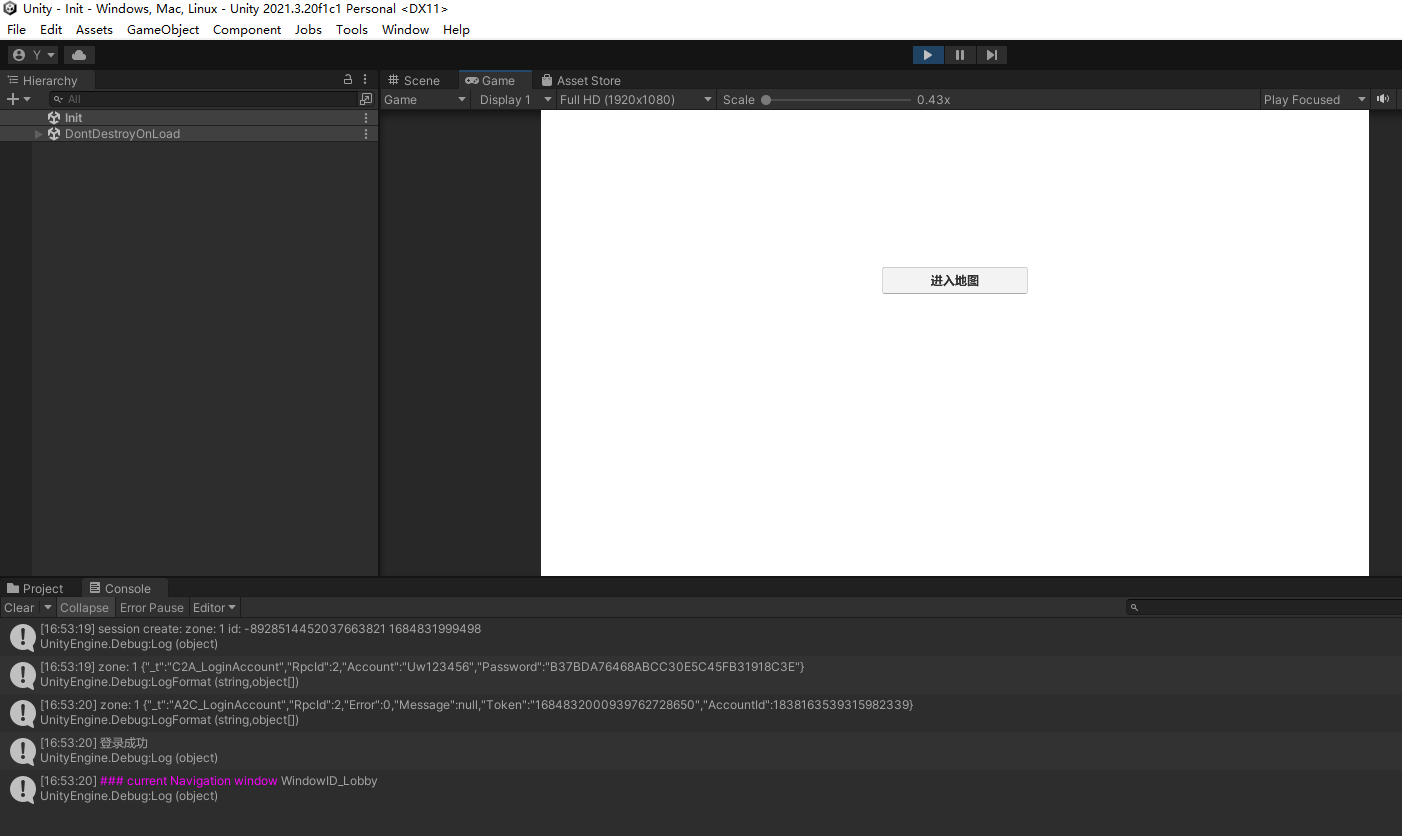 Unity - Init - Windows, Mac, Linux - Unity 2021.3.20f1c1 Personal <DX11>
File Edit Assets GameObject Component Jobs Tools Window Help
Y
Hierarchy
All
Init
DontDestroyOnLoad
Scene Game Asset Store
Game Display 1 Full HD (1920x1080) Scale 0.43x Play Focused
进入地图
Project Console
Clear Collapse Error Pause Editor
[16:53:19] session create: zone: 1 id: -8928514452037663821 1684831999498
UnityEngine.Debug:Log (object)
[16:53:19] zone: 1 {"_t":"C2A_LoginAccount","RpcId":2,"Account":"Uw123456","Password":"B37BDA76468ABCC30E5C45FB31918C3E"}
UnityEngine.Debug:LogFormat (string,object[])
[16:53:20] zone: 1 {"_t":"A2C_LoginAccount","RpcId":2,"Error":0,"Message":null,"Token":"1684832000939762728650","AccountId":1838163539315982339}
UnityEngine.Debug:LogFormat (string,object[])
[16:53:20] 登录成功
UnityEngine.Debug:Log (object)
[16:53:20] ### current Navigation window WindowID_Lobby
UnityEngine.Debug:Log (object)